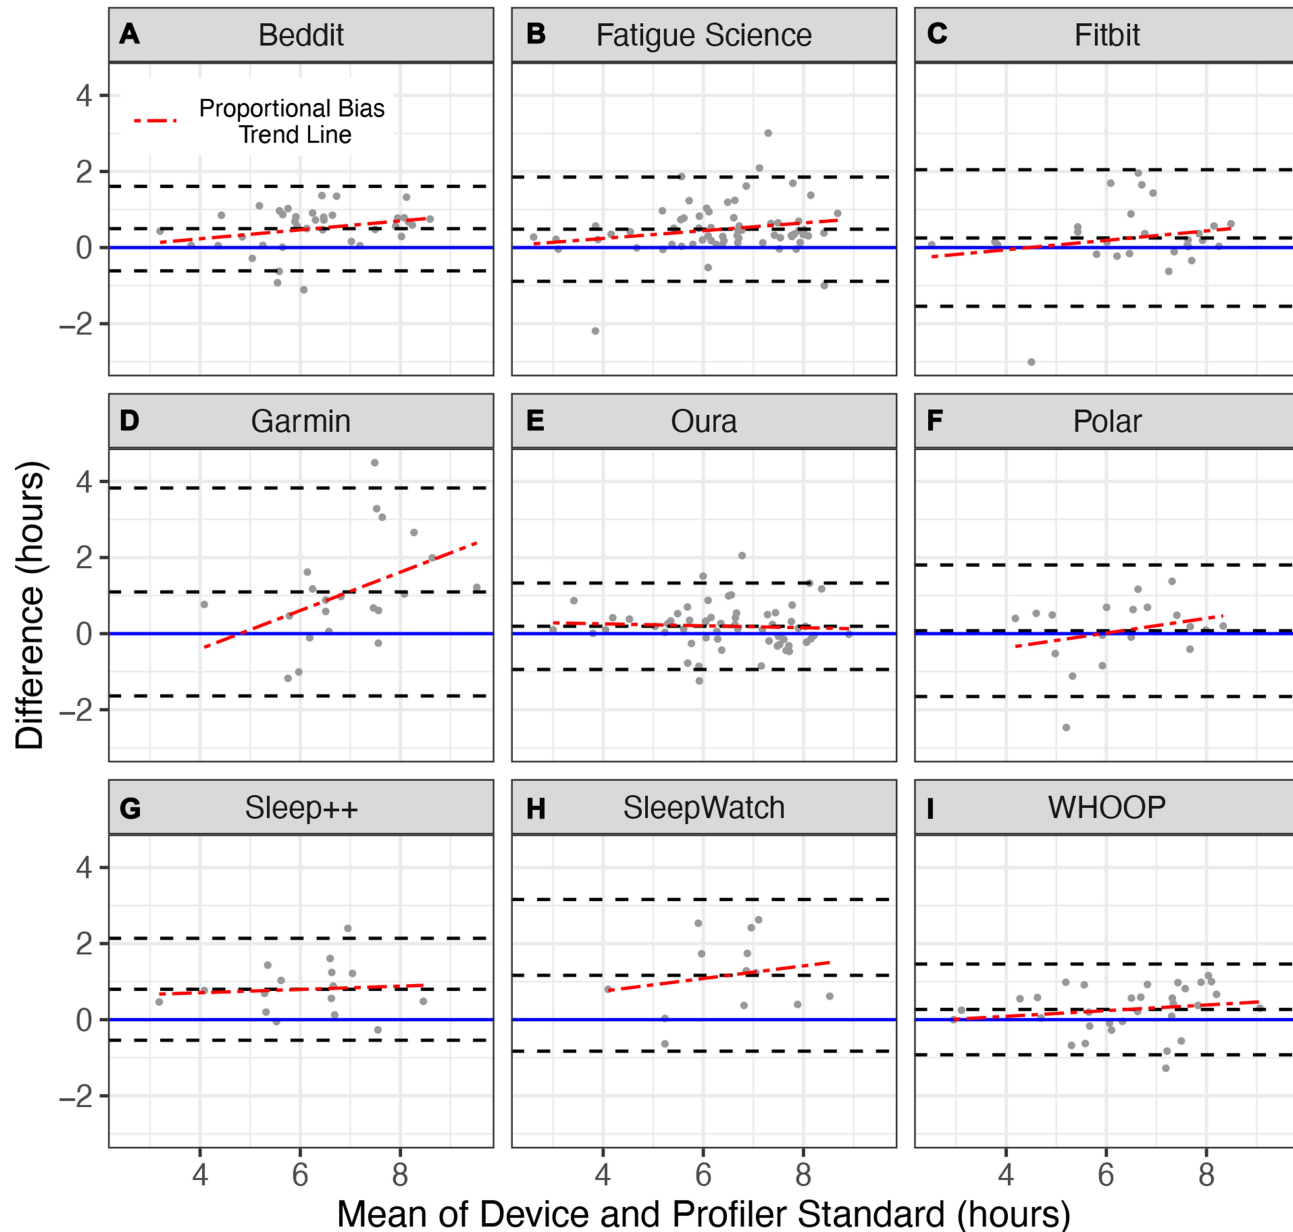 A Beddit
B Fatigue Science
C Fitbit
Proportional Bias
Trend Line
4
2
0
−2
D Garmin
E Oura
F Polar
Difference (hours)
4
2
0
−2
G Sleep++
H SleepWatch
I WHOOP
4
2
0
−2
4 6 8
4 6 8
4 6 8
Mean of Device and Profiler Standard (hours)